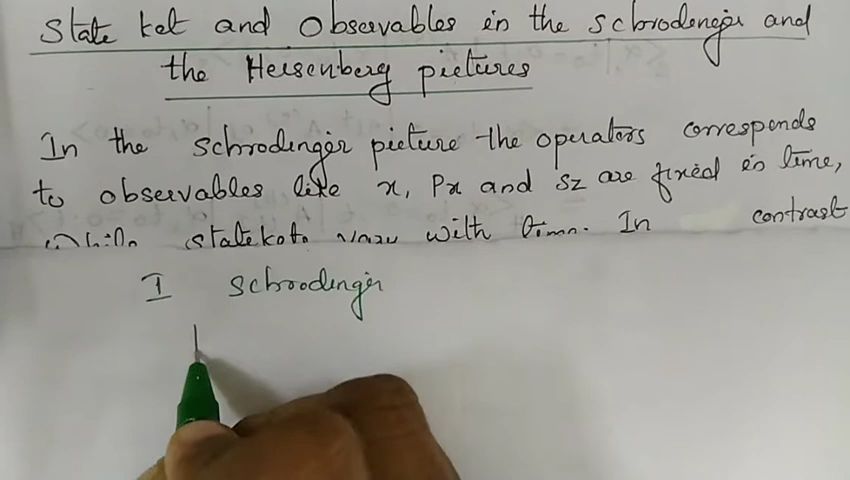 State ket and Observables in the Schrodinger and
the Heisenberg pictures
In the Schrodinger picture the operators corresponds
to observables like x, Px and Sz are fixed in time,
while state kets vary with time. In contrast
I Schrodinger